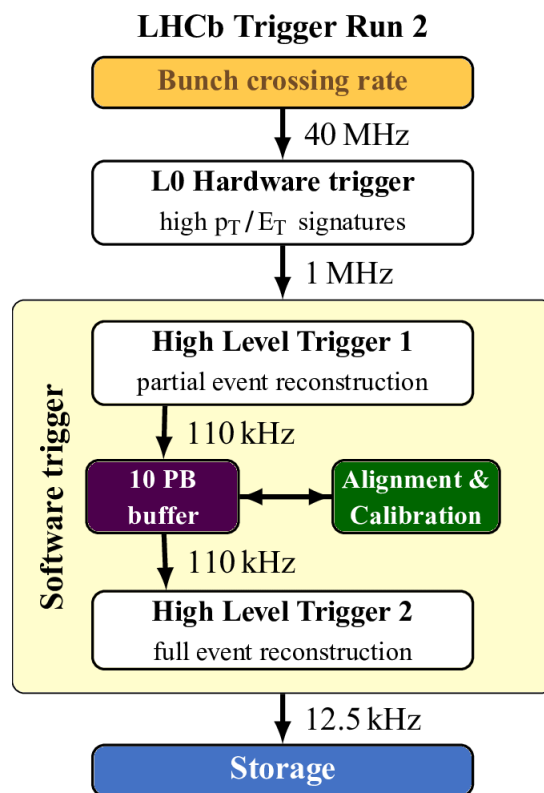 LHCb Trigger Run 2
Bunch crossing rate
40 MHz
L0 Hardware trigger
high pT / ET signatures
1 MHz
Software trigger
High Level Trigger 1
partial event reconstruction
110 kHz
10 PB
buffer
Alignment &
Calibration
110 kHz
High Level Trigger 2
full event reconstruction
12.5 kHz
Storage